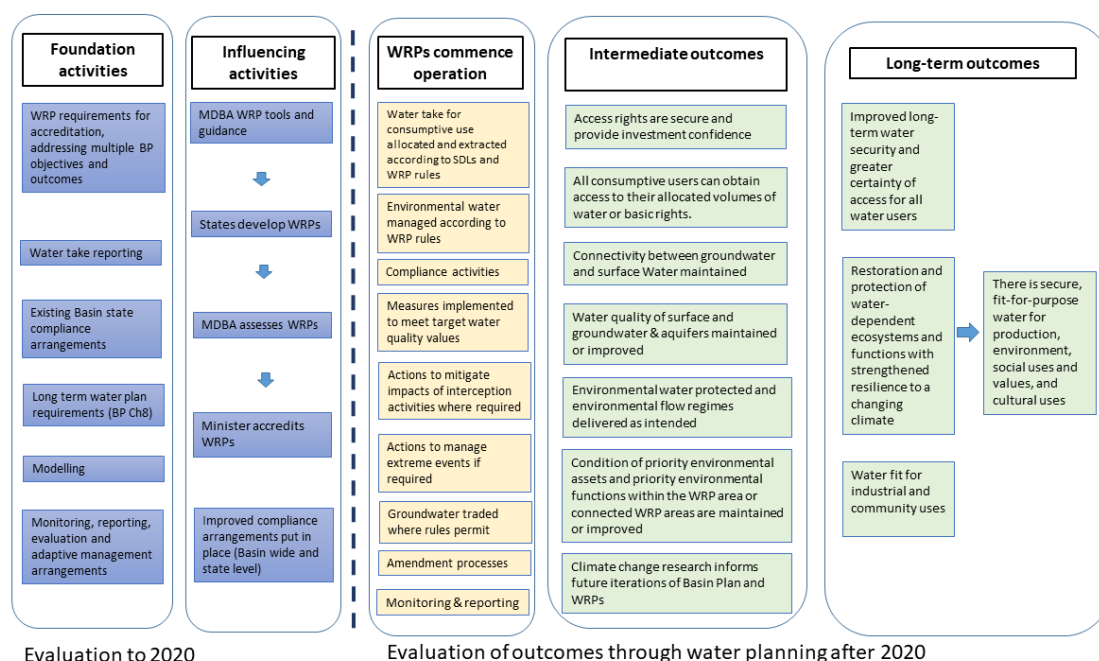 Foundation
activities
WRP requirements for
accreditation,
addressing multiple BP
objectives and
outcomes
Water take reporting
Existing Basin state
compliance
arrangements
Long term water plan
requirements (BP Ch8)
Modelling
Monitoring, reporting,
evaluation and
adaptive management
arrangements
Influencing
activities
MDBA WRP tools and
guidance
States develop WRPs
MDBA assesses WRPs
Minister accredits
WRPs
Improved compliance
arrangements put in
place (Basin wide and
state level)
WRPs commence
operation
Water take for
consumptive use
allocated and extracted
according to SDLs and
WRP rules
Environmental water
managed according to
WRP rules
Compliance activities
Measures implemented
to meet target water
quality values
Actions to mitigate
impacts of interception
activities where required
Actions to manage
extreme events if
required
Groundwater traded
where rules permit
Amendment processes
Monitoring & reporting
Intermediate outcomes
Access rights are secure and
provide investment confidence
All consumptive users can obtain
access to their allocated volumes of
water or basic rights.
Connectivity between groundwater
and surface Water maintained
Water quality of surface and
groundwater & aquifers maintained
or improved
Environmental water protected and
environmental flow regimes
delivered as intended
Condition of priority environmental
assets and priority environmental
functions within the WRP area or
connected WRP areas are maintained
or improved
Climate change research informs
future iterations of Basin Plan and
WRPs
Long-term outcomes
Improved long-
term water
security and
greater
certainty of
access for all
water users
Restoration and
protection of
water-
dependent
ecosystems and
functions with
strengthened
resilience to a
changing
climate
Water fit for
industrial and
community uses
There is secure,
fit-for-purpose
water for
production,
environment,
social uses and
values, and
cultural uses
Evaluation to 2020
Evaluation of outcomes through water planning after 2020